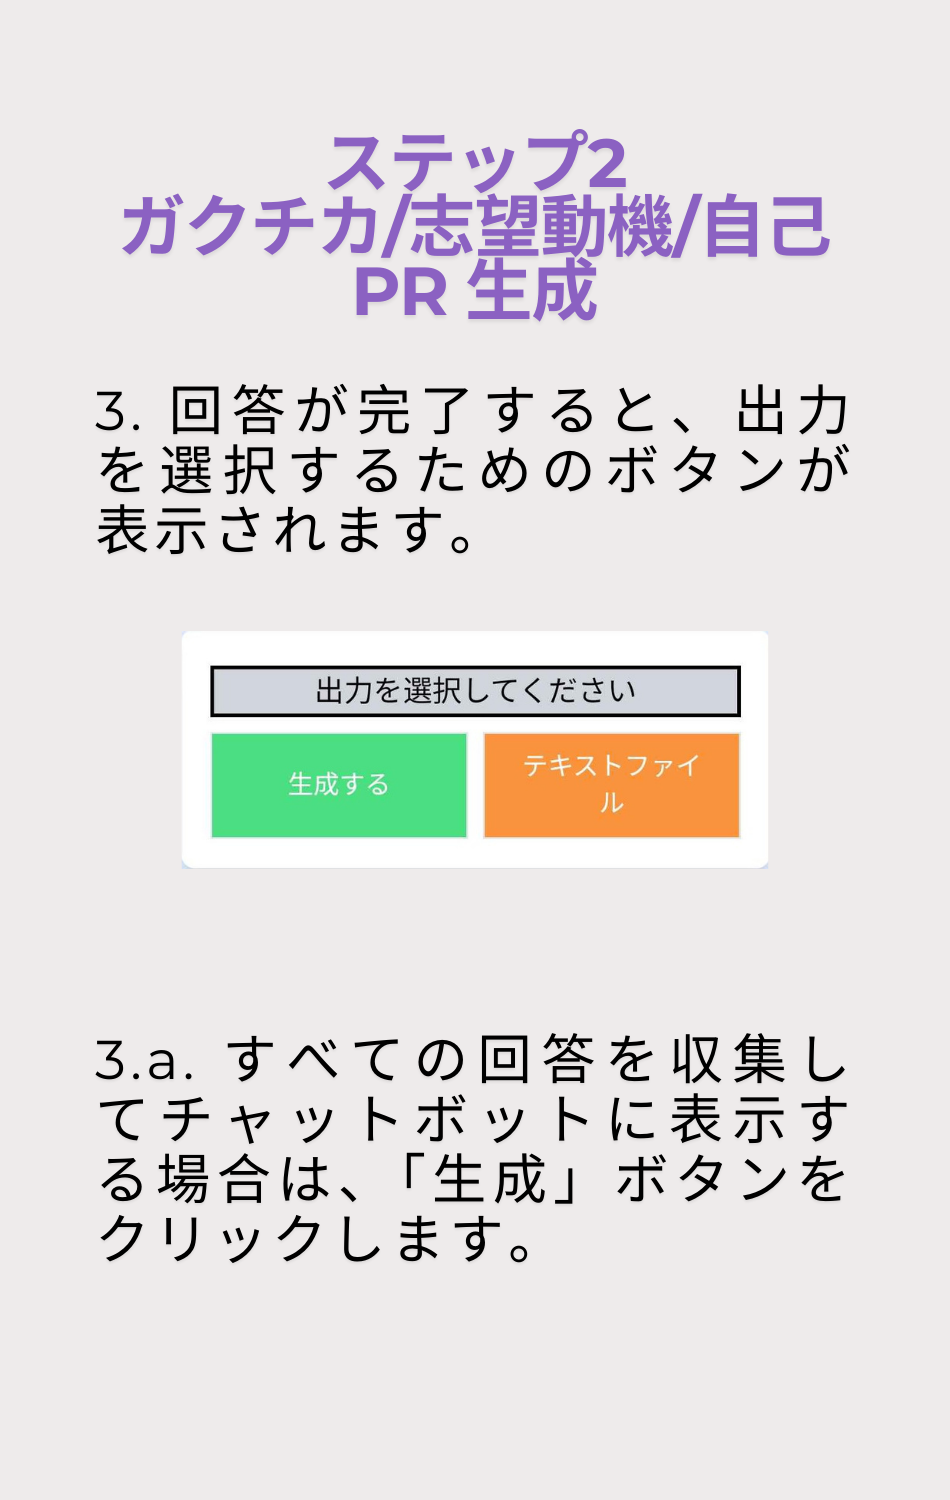 ステップ2
ガクチカ/志望動機/自己
PR 生成
3. 回答が完了すると、出力
を選択するためのボタンが
表示されます。
出力を選択してください
生成する
テキストファイ
ル
3.a. すべての回答を収集し
てチャットボットに表示す
る場合は、「生成」ボタンを
クリックします。